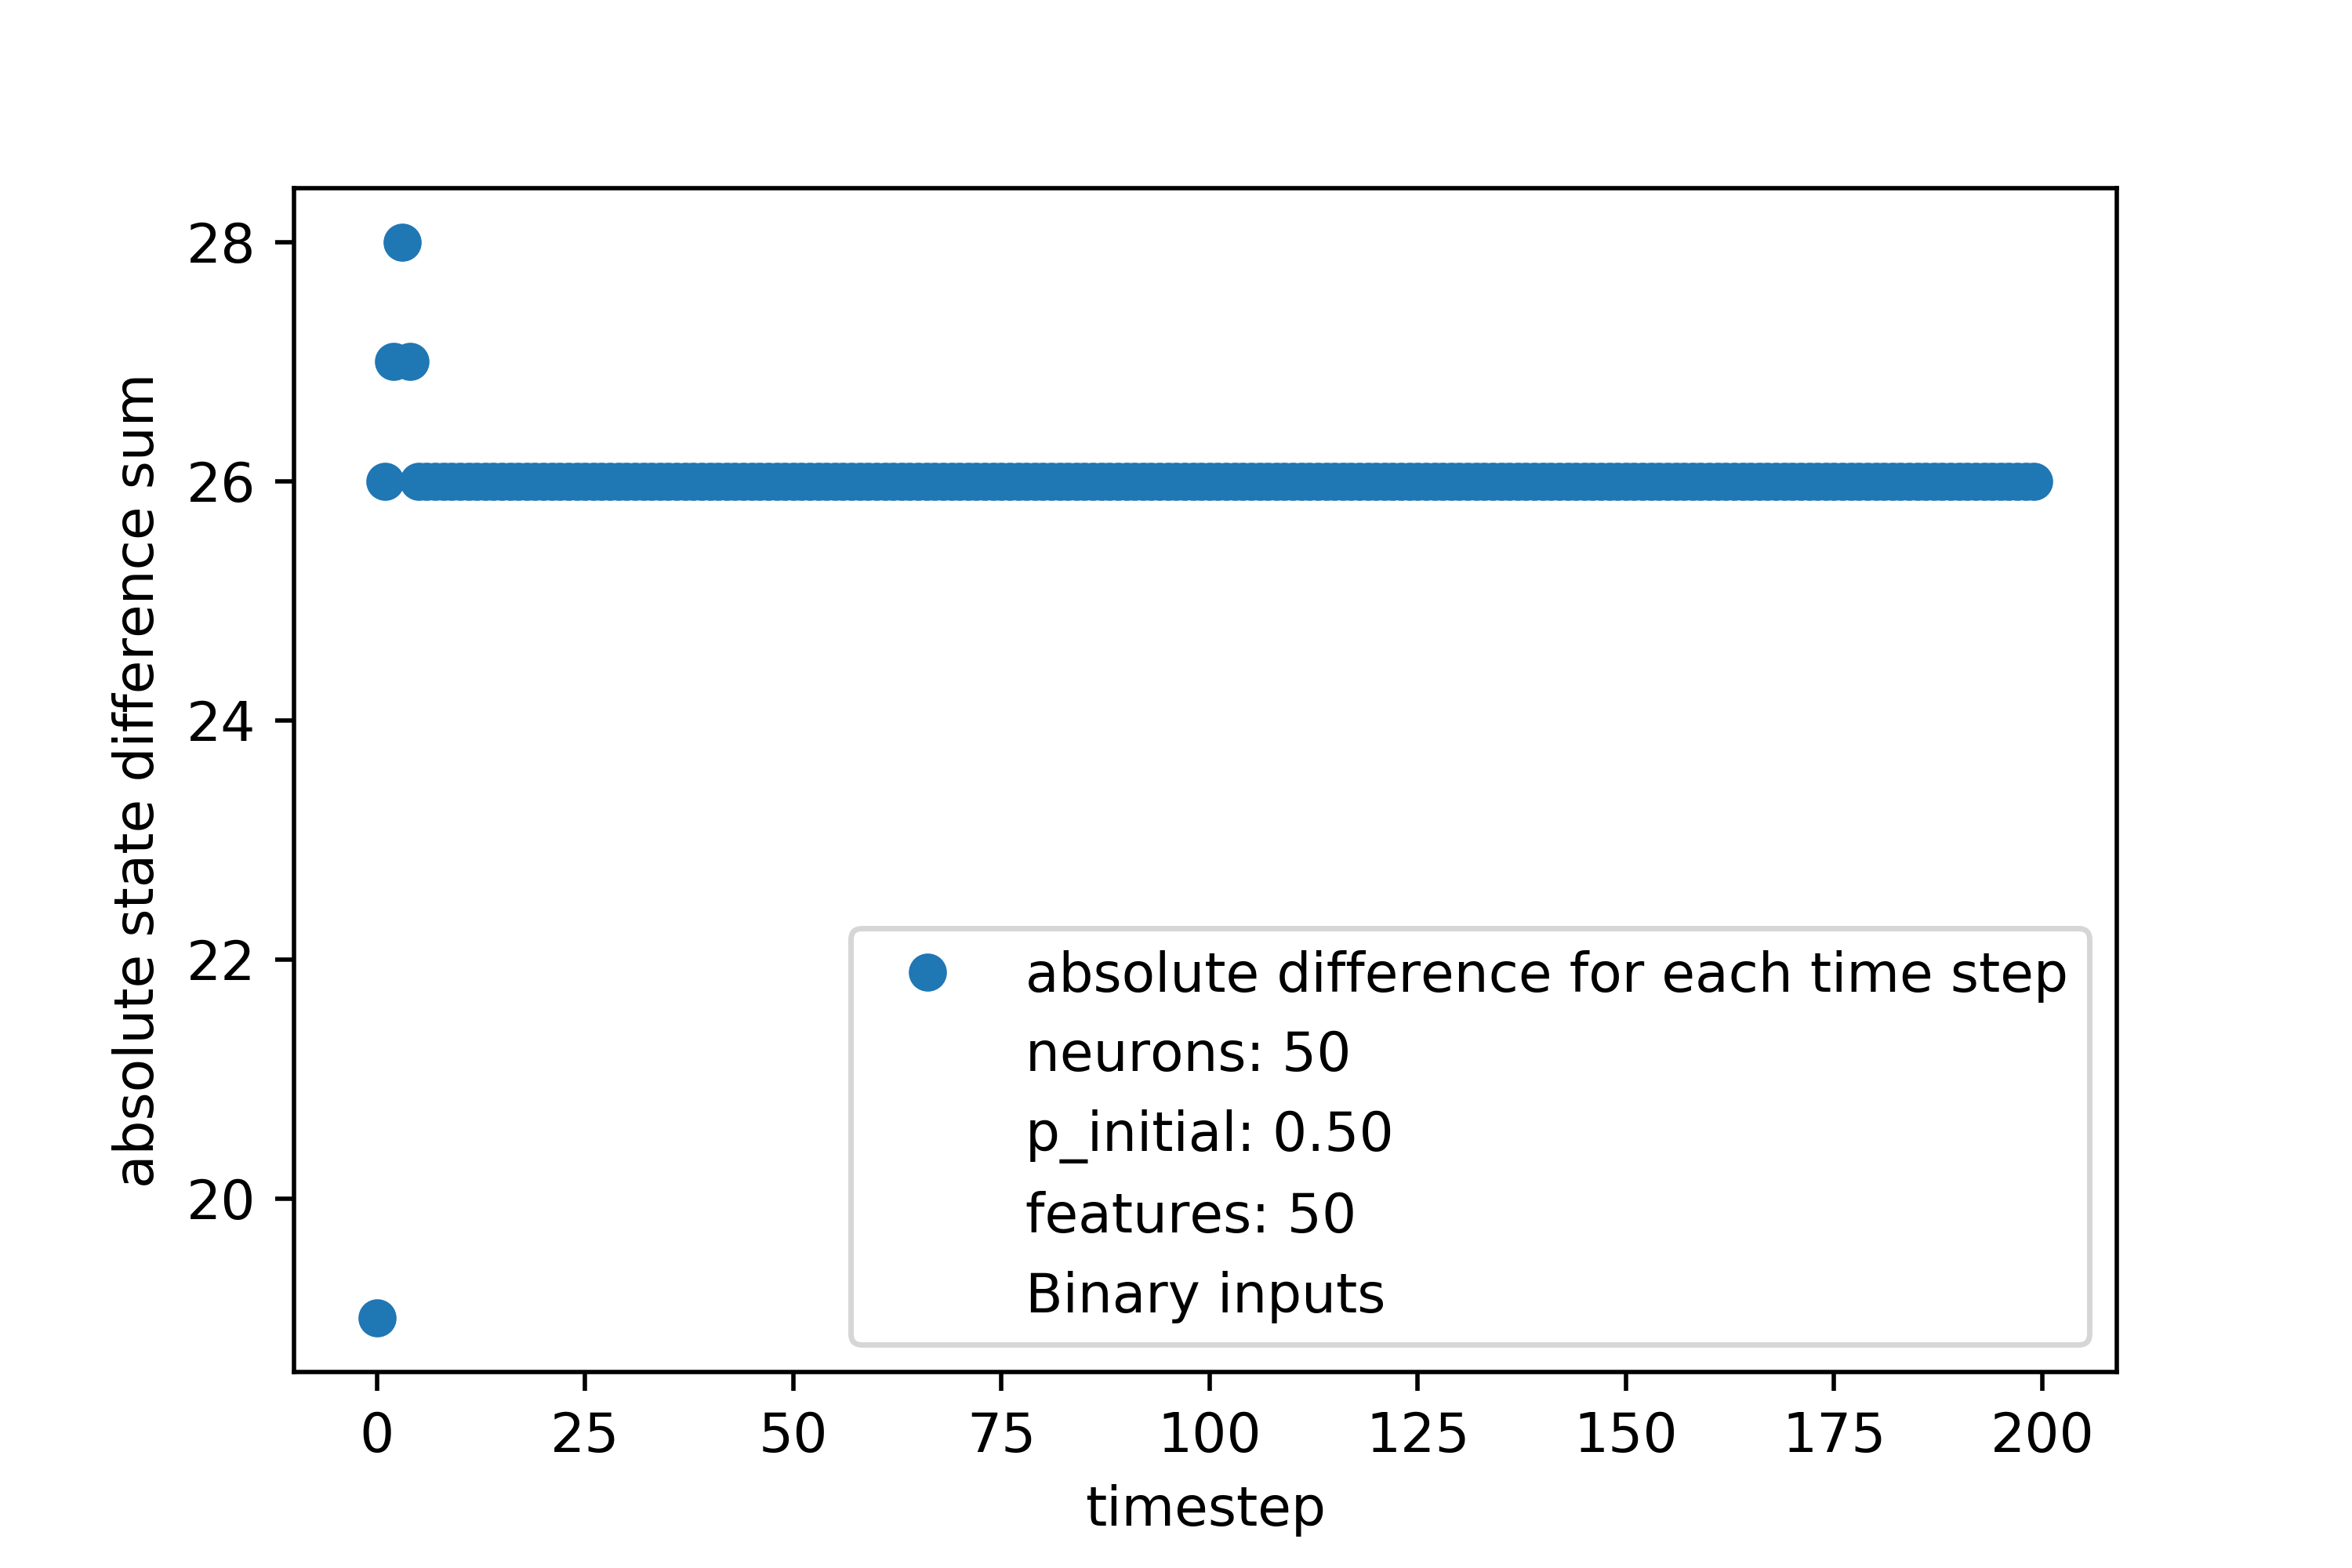 28
26
24
22
20
absolute state difference sum
absolute difference for each time step
neurons: 50
p_initial: 0.50
features: 50
Binary inputs
0 25 50 75 100 125 150 175 200
timestep